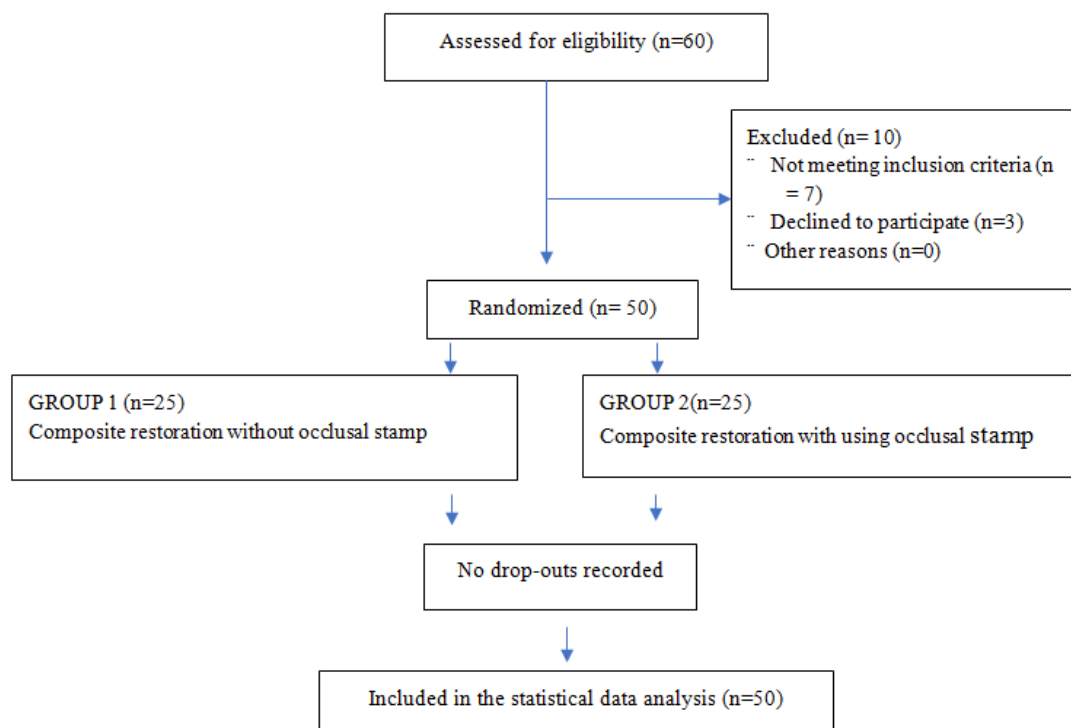 Assessed for eligibility (n=60)
Excluded (n= 10)
¨ Not meeting inclusion criteria (n
= 7)
¨ Declined to participate (n=3)
¨ Other reasons (n=0)
Randomized (n= 50)
GROUP 1 (n=25)
Composite restoration without occlusal stamp
GROUP 2(n=25)
Composite restoration with using occlusal stamp
No drop-outs recorded
Included in the statistical data analysis (n=50)